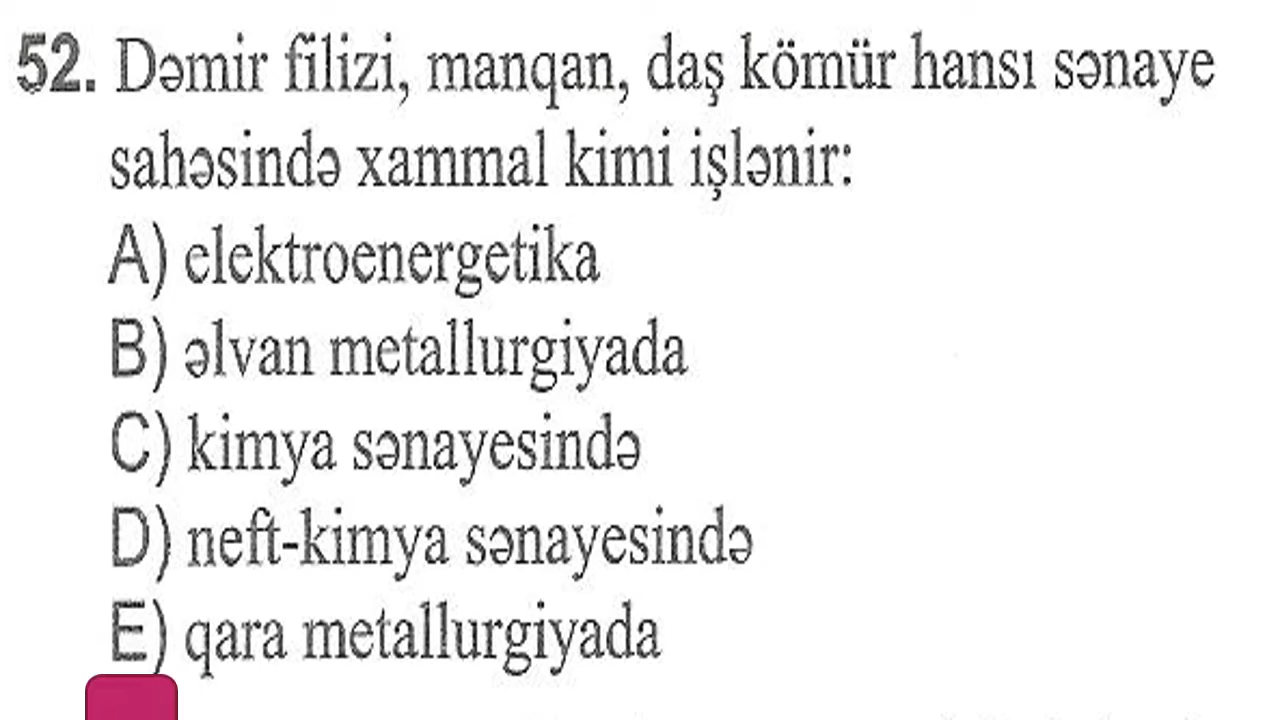 52. Dəmir filizi, manqan, daş kömür hansı sənaye
sahəsində xammal kimi işlənir:
A) elektroenergetika
B) əlvan metallurgiyada
C) kimya sənayesində
D) neft-kimya sənayesində
E) qara metallurgiyada